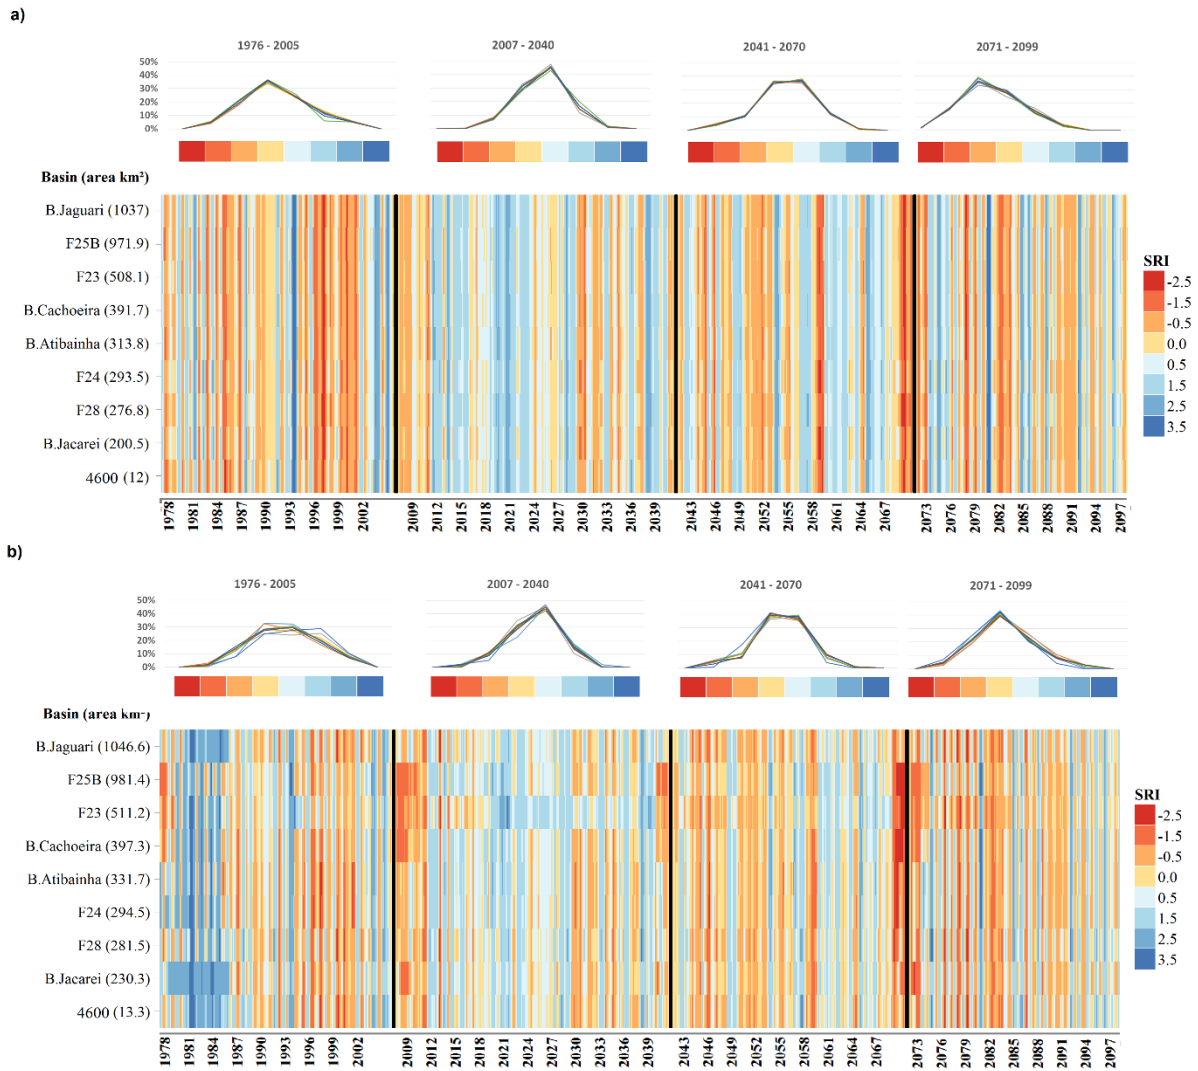 a)
1976 - 2005 2007 - 2040 2041 - 2070 2071 - 2099
50%
40%
30%
20%
10%
0%
Basin (area km²)
B.Jaguari (1037)
F25B (971.9)
F23 (508.1)
B.Cachoeira (391.7)
B.Atibainha (313.8)
F24 (293.5)
F28 (276.8)
B.Jacarei (200.5)
4600 (12)
SRI
-2.5
-1.5
-0.5
0.0
0.5
1.5
2.5
3.5
1978 1981 1984 1987 1990 1993 1996 1999 2002 2009 2012 2015 2018 2021 2024 2027 2030 2033 2036 2039 2043 2046 2049 2052 2055 2058 2061 2064 2067 2073 2076 2079 2082 2085 2088 2091 2094 2097
b)
1976 - 2005 2007 - 2040 2041 - 2070 2071 - 2099
50%
40%
30%
20%
10%
0%
Basin (area km²)
B.Jaguari (1046.6)
F25B (981.4)
F23 (511.2)
B.Cachoeira (397.3)
B.Atibainha (331.7)
F24 (294.5)
F28 (281.5)
B.Jacarei (230.3)
4600 (13.3)
SRI
-2.5
-1.5
-0.5
0.0
0.5
1.5
2.5
3.5
1978 1981 1984 1987 1990 1993 1996 1999 2002 2009 2012 2015 2018 2021 2024 2027 2030 2033 2036 2039 2043 2046 2049 2052 2055 2058 2061 2064 2067 2073 2076 2079 2082 2085 2088 2091 2094 2097